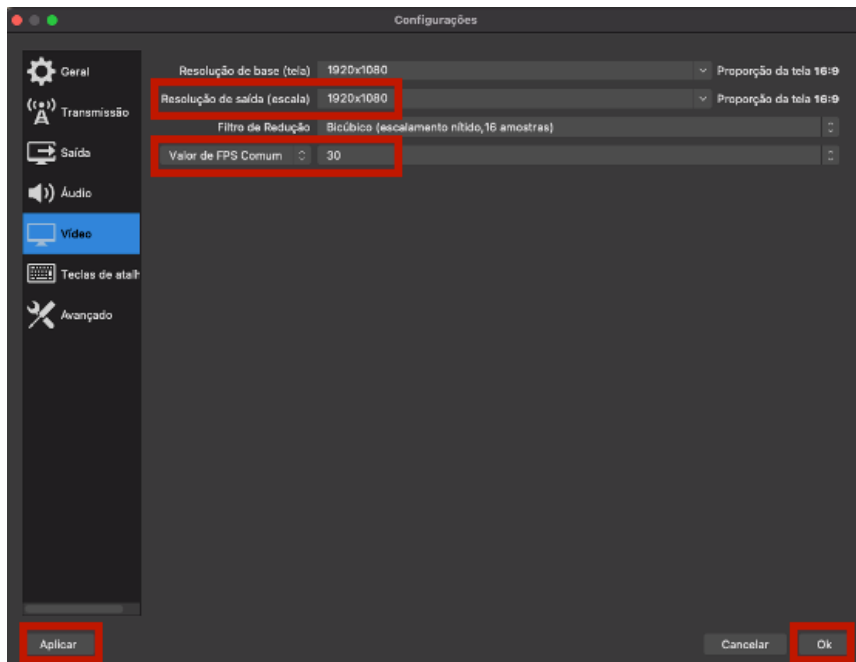 Configurações
Geral
Transmissão
Saída
Áudio
Vídeo
Teclas de atalh
Avançado
Resolução de base (tela) 1920x1080 Proporção da tela 16:9
Resolução de saída (escala) 1920x1080 Proporção da tela 16:9
Filtro de Redução Bicúbico (escalamento nítido,16 amostras)
Valor de FPS Comum 30
Aplicar Cancelar Ok